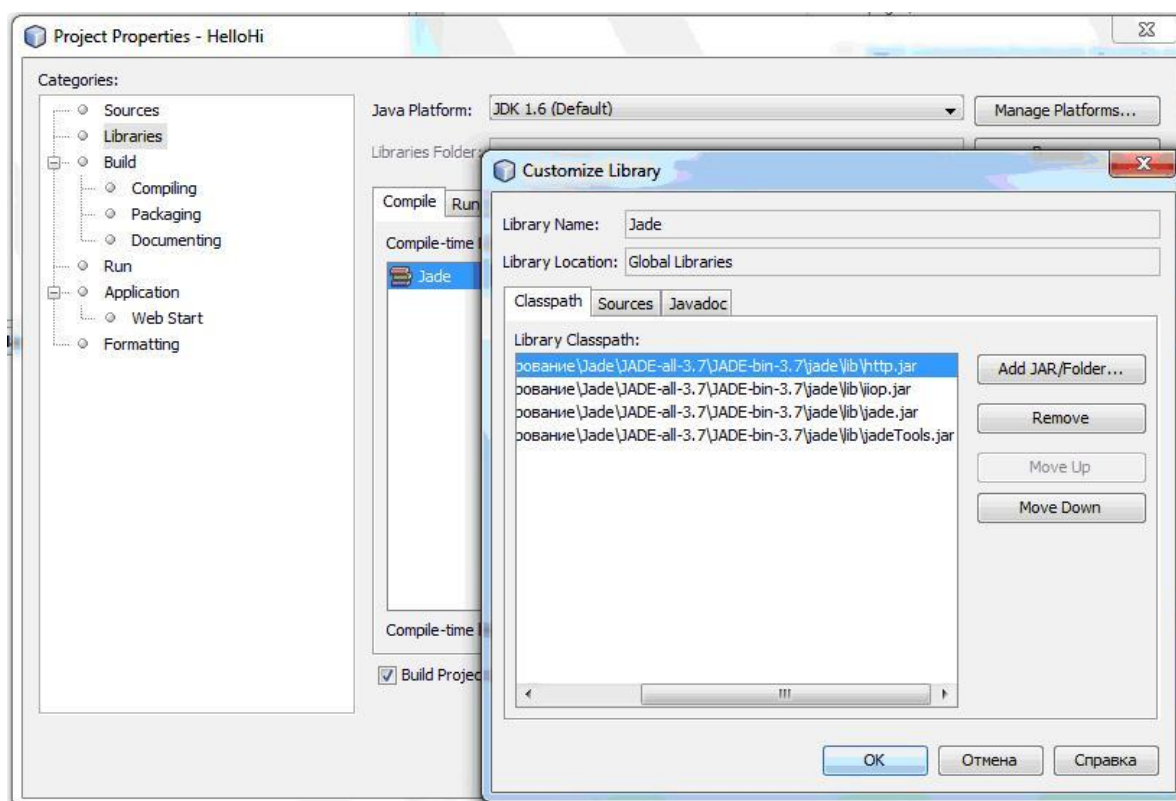 Project Properties - HelloHi
Categories:
Sources
Libraries
Build
Compiling
Packaging
Documenting
Run
Application
Web Start
Formatting
Java Platform:
JDK 1.6 (Default)
Manage Platforms...
Libraries Folder:
Compile
Run
Compile-time
Jade
Compile-time
Build
Customize Library
Library Name:
Jade
Library Location:
Global Libraries
Classpath
Sources
Javadoc
Library Classpath:
рование\Jade\JADE-all-3.7\JADE-bin-3.7\jade\lib\http.jar
рование\Jade\JADE-all-3.7\JADE-bin-3.7\jade\lib\iiop.jar
рование\Jade\JADE-all-3.7\JADE-bin-3.7\jade\lib\jade.jar
рование\Jade\JADE-all-3.7\JADE-bin-3.7\jade\lib\jadeTools.jar
Add JAR/Folder...
Remove
Move Up
Move Down
OK
Отмена
Справка